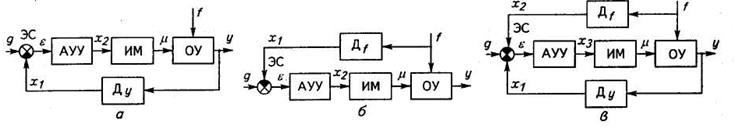 f
ЭС
g ε АУУ x₂ ИМ μ ОУ y
x₁ Ду
а
f
x₁ Дf
ЭС
g ε АУУ x₂ ИМ μ ОУ y
б
f
x₂ Дf
ЭС
g ε АУУ x₃ ИМ μ ОУ y
x₁ Ду
в